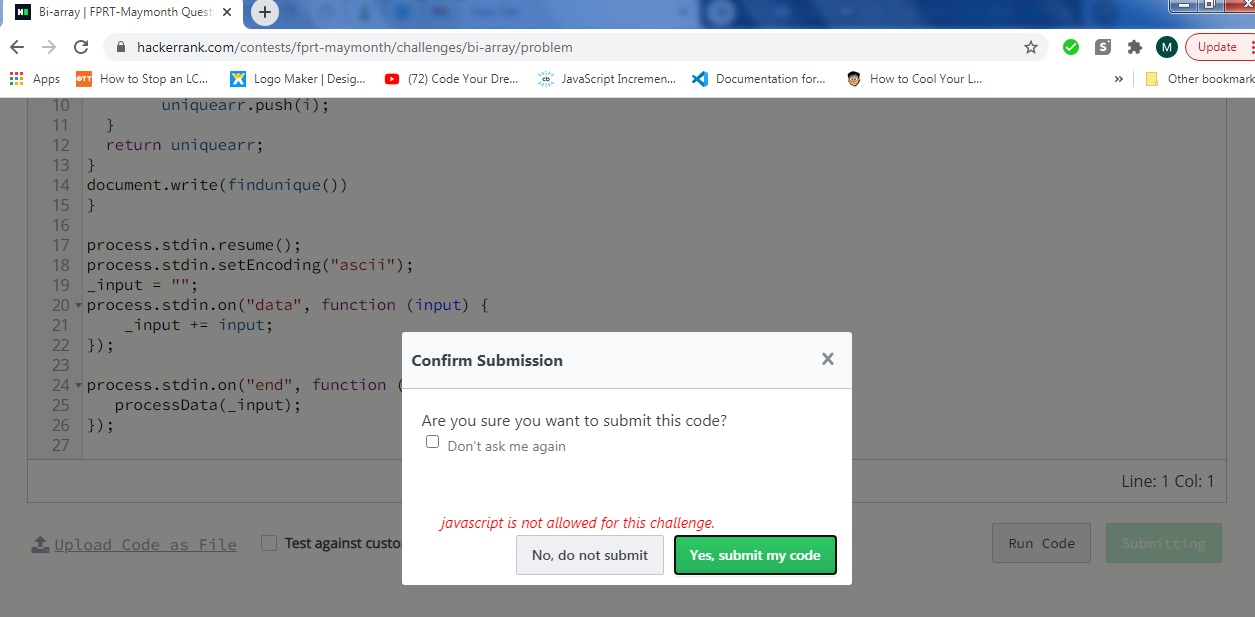 Bi-array | FPRT-Maymonth Quest
hackerrank.com/contests/fprt-maymonth/challenges/bi-array/problem
M
Update
Apps
OTT How to Stop an LC...
Logo Maker | Desig...
(72) Code Your Dre...
cb JavaScript Incremen...
Documentation for...
How to Cool Your L...
»
Other bookmark
10 uniquearr.push(i);
11 }
12 return uniquearr;
13 }
14 document.write(findunique())
15 }
16
17 process.stdin.resume();
18 process.stdin.setEncoding("ascii");
19 _input = "";
20 process.stdin.on("data", function (input) {
21 _input += input;
22 });
23
24 process.stdin.on("end", function (
25 processData(_input);
26 });
27
Confirm Submission
Are you sure you want to submit this code?
Don't ask me again
javascript is not allowed for this challenge.
No, do not submit
Yes, submit my code
Line: 1 Col: 1
Upload Code as File
Test against custo
Run Code
Submitting